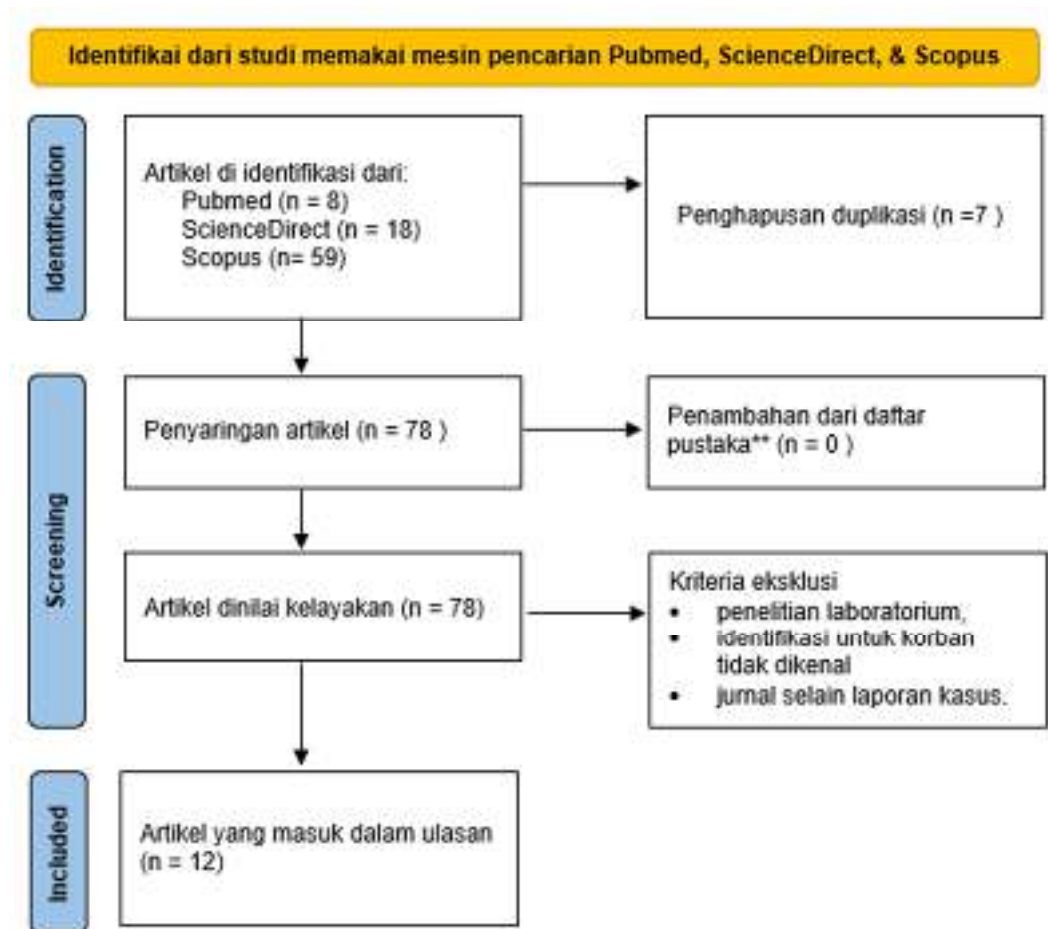 Identifikai dari studi memakai mesin pencarian Pubmed, ScienceDirect, & Scopus
Identification
Artikel di identifikasi dari:
Pubmed (n = 8)
ScienceDirect (n = 18)
Scopus (n= 59)
Penghapusan duplikasi (n =7 )
Screening
Penyaringan artikel (n = 78 )
Penambahan dari daftar
pustaka** (n = 0 )
Artikel dinilai kelayakan (n = 78)
Kriteria eksklusi
• penelitian laboratorium,
• identifikasi untuk korban
tidak dikenal
• jurnal selain laporan kasus.
Included
Artikel yang masuk dalam ulasan
(n = 12)